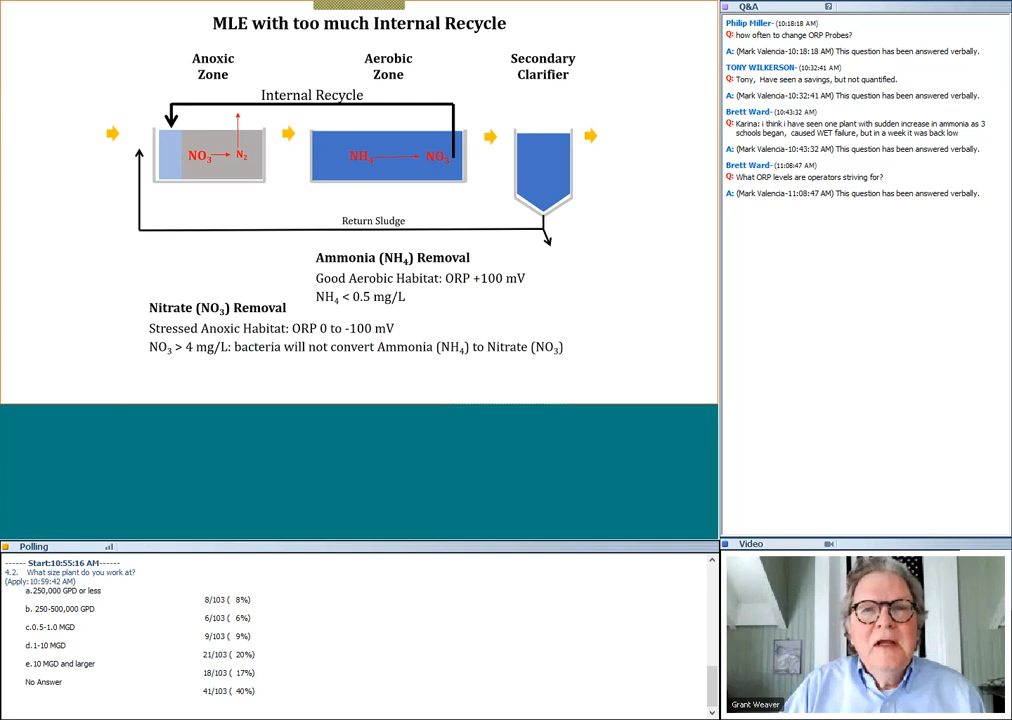 MLE with too much Internal Recycle
Anoxic
Zone
Aerobic
Zone
Secondary
Clarifier
Internal Recycle
NO3 → N2
NH4 → NO3
Return Sludge
Ammonia (NH4) Removal
Good Aerobic Habitat: ORP +100 mV
NH4 < 0.5 mg/L
Nitrate (NO3) Removal
Stressed Anoxic Habitat: ORP 0 to -100 mV
NO3 > 4 mg/L: bacteria will not convert Ammonia (NH4) to Nitrate (NO3)
Q&A
Philip Miller- (10:18:18 AM)
Q: how often to change ORP Probes?
A: (Mark Valencia-10:18:18 AM) This question has been answered verbally.
TONY WILKERSON- (10:32:41 AM)
Q: Tony, Have seen a savings, but not quantified.
A: (Mark Valencia-10:32:41 AM) This question has been answered verbally.
Brett Ward- (10:43:32 AM)
Q: Karina: i think i have seen one plant with sudden increase in ammonia as 3
schools began, caused WET failure, but in a week it was back low
A: (Mark Valencia-10:43:32 AM) This question has been answered verbally.
Brett Ward- (11:08:47 AM)
Q: What ORP levels are operators striving for?
A: (Mark Valencia-11:08:47 AM) This question has been answered verbally.
Polling
------ Start:10:55:16 AM------
4.2. What size plant do you work at?
(Apply:10:59:42 AM)
a.250,000 GPD or less
8/103 ( 8%)
b. 250-500,000 GPD
6/103 ( 6%)
c.0.5-1.0 MGD
9/103 ( 9%)
d.1-10 MGD
21/103 ( 20%)
e.10 MGD and larger
18/103 ( 17%)
No Answer
41/103 ( 40%)
Video
Grant Weaver